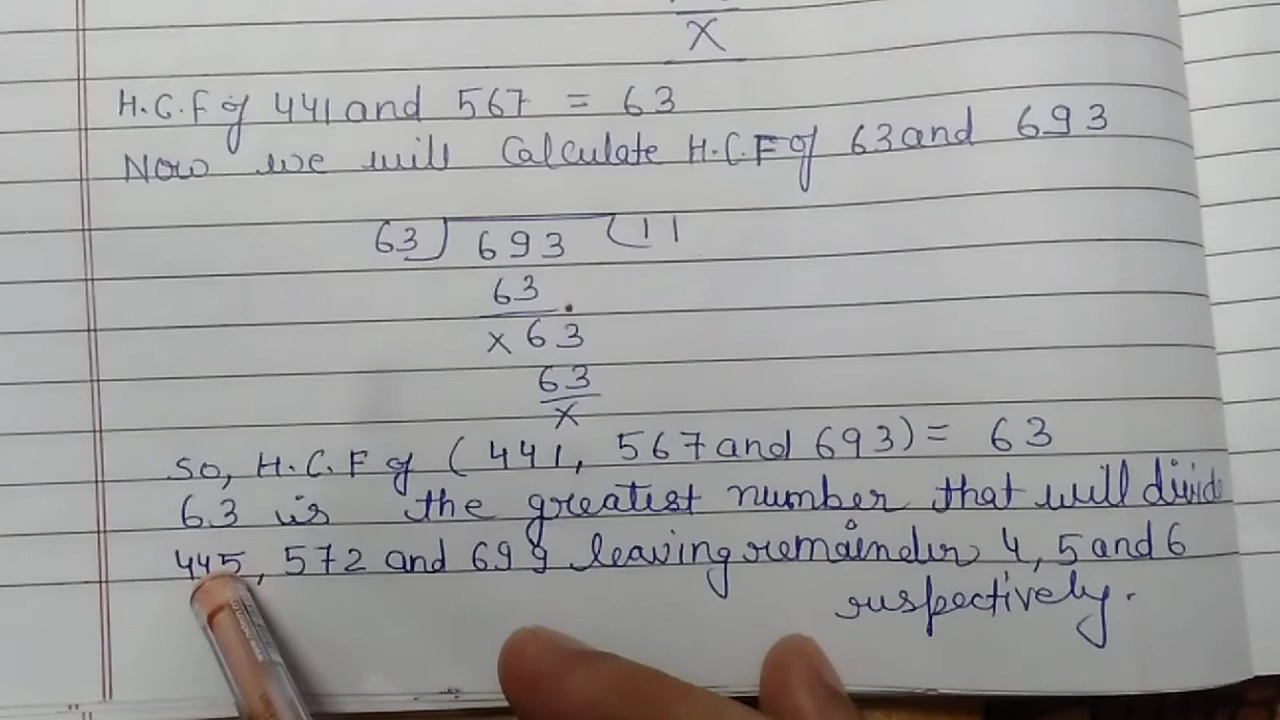 X
H.C.F of 441 and 567 = 63
Now we will Calculate H.C.F of 63 and 693
63) 693 (11
63
x 63
63
x
So, H.C.F of (441, 567 and 693) = 63
63 is the greatest number that will divide
445, 572 and 699 leaving remainder 4, 5 and 6
respectively.